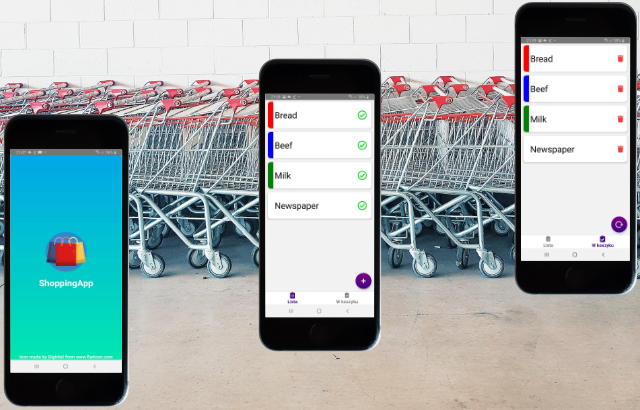 ShoppingApp
Icon made by Digihital from www.flaticon.com
Bread
Beef
Milk
Newspaper
Lista
W koszyku
Bread
Beef
Milk
Newspaper
Lista
W koszyku